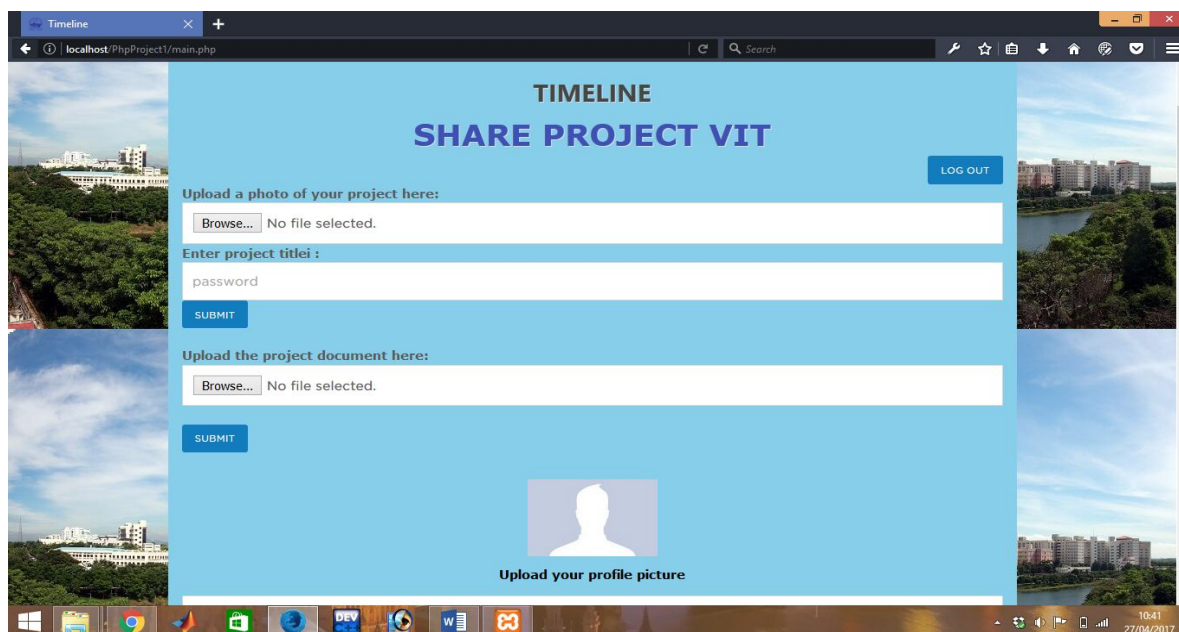 Timeline
localhost/PhpProject1/main.php
Search
TIMELINE
SHARE PROJECT VIT
LOG OUT
Upload a photo of your project here:
Browse... No file selected.
Enter project titlei :
password
SUBMIT
Upload the project document here:
Browse... No file selected.
SUBMIT
Upload your profile picture
DEV
10:41
27/04/2017